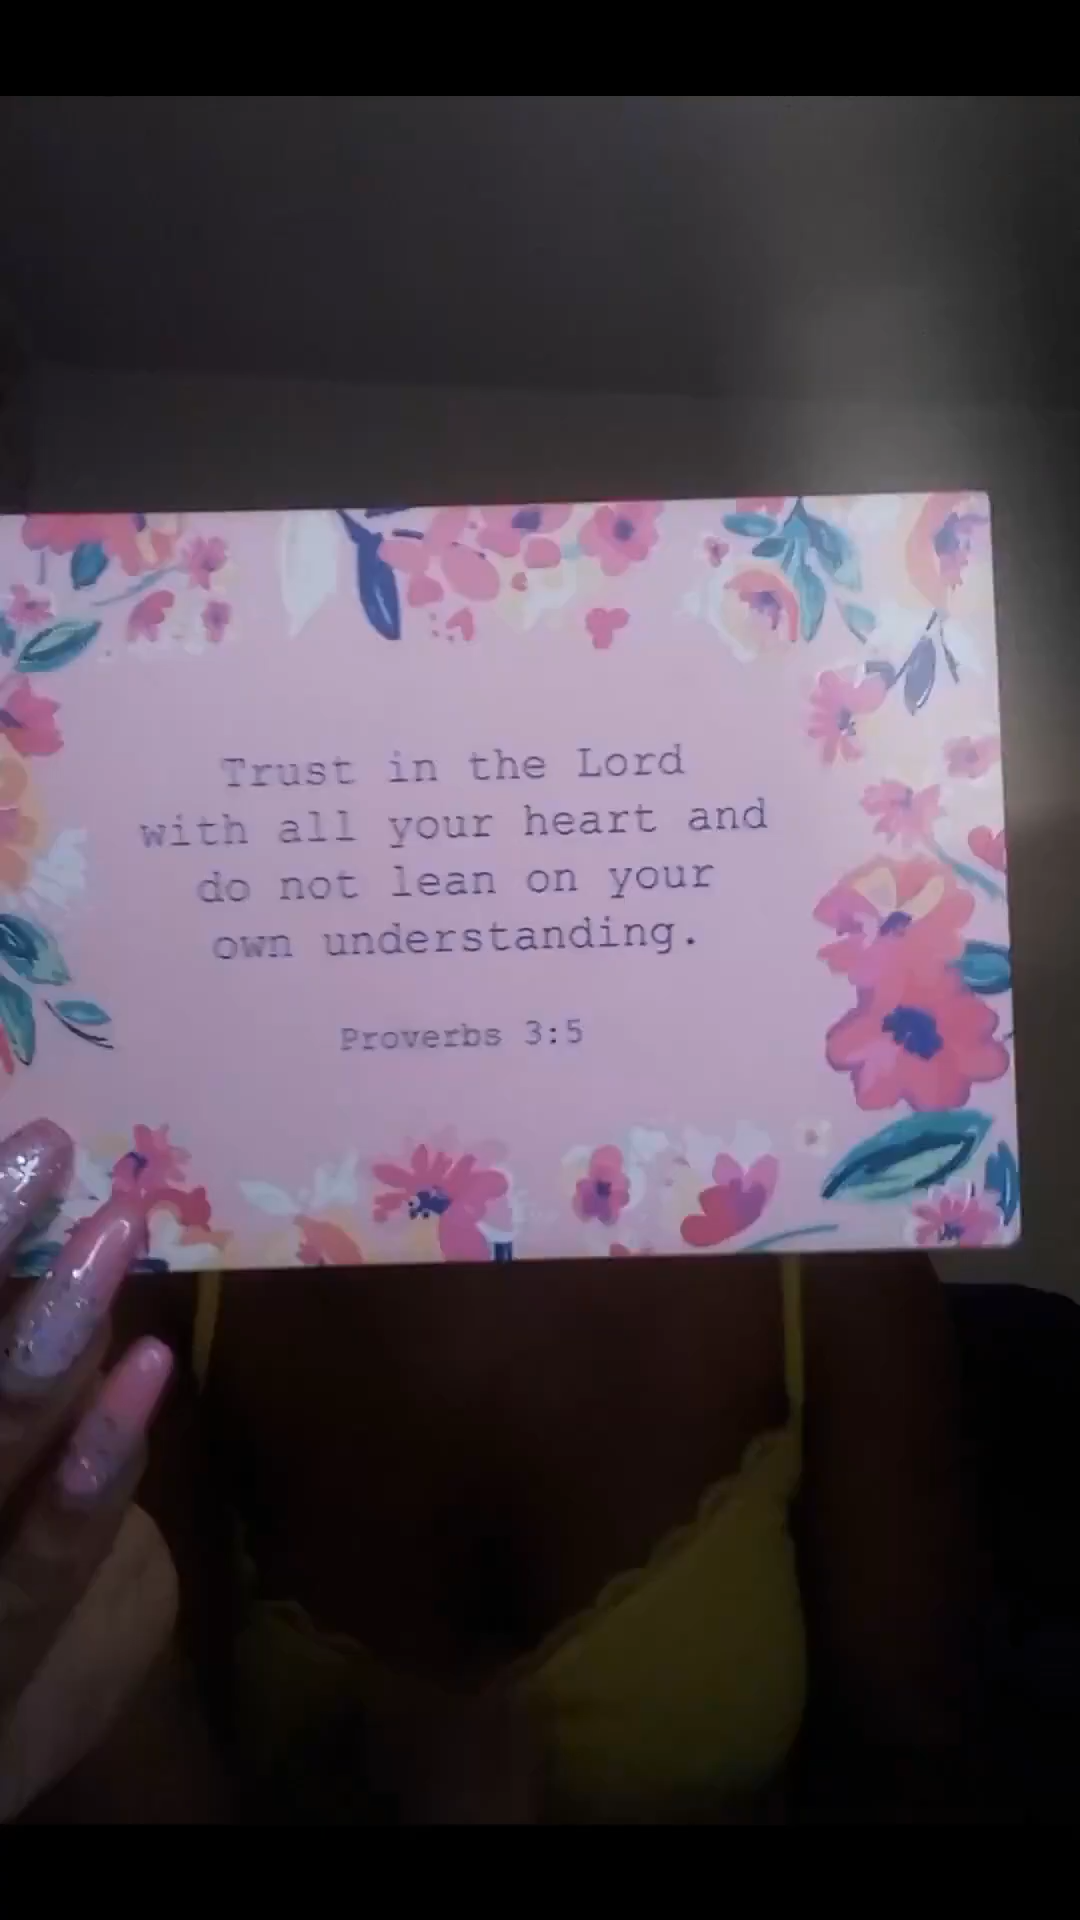 Trust in the Lord
with all your heart and
do not lean on your
own understanding.
Proverbs 3:5